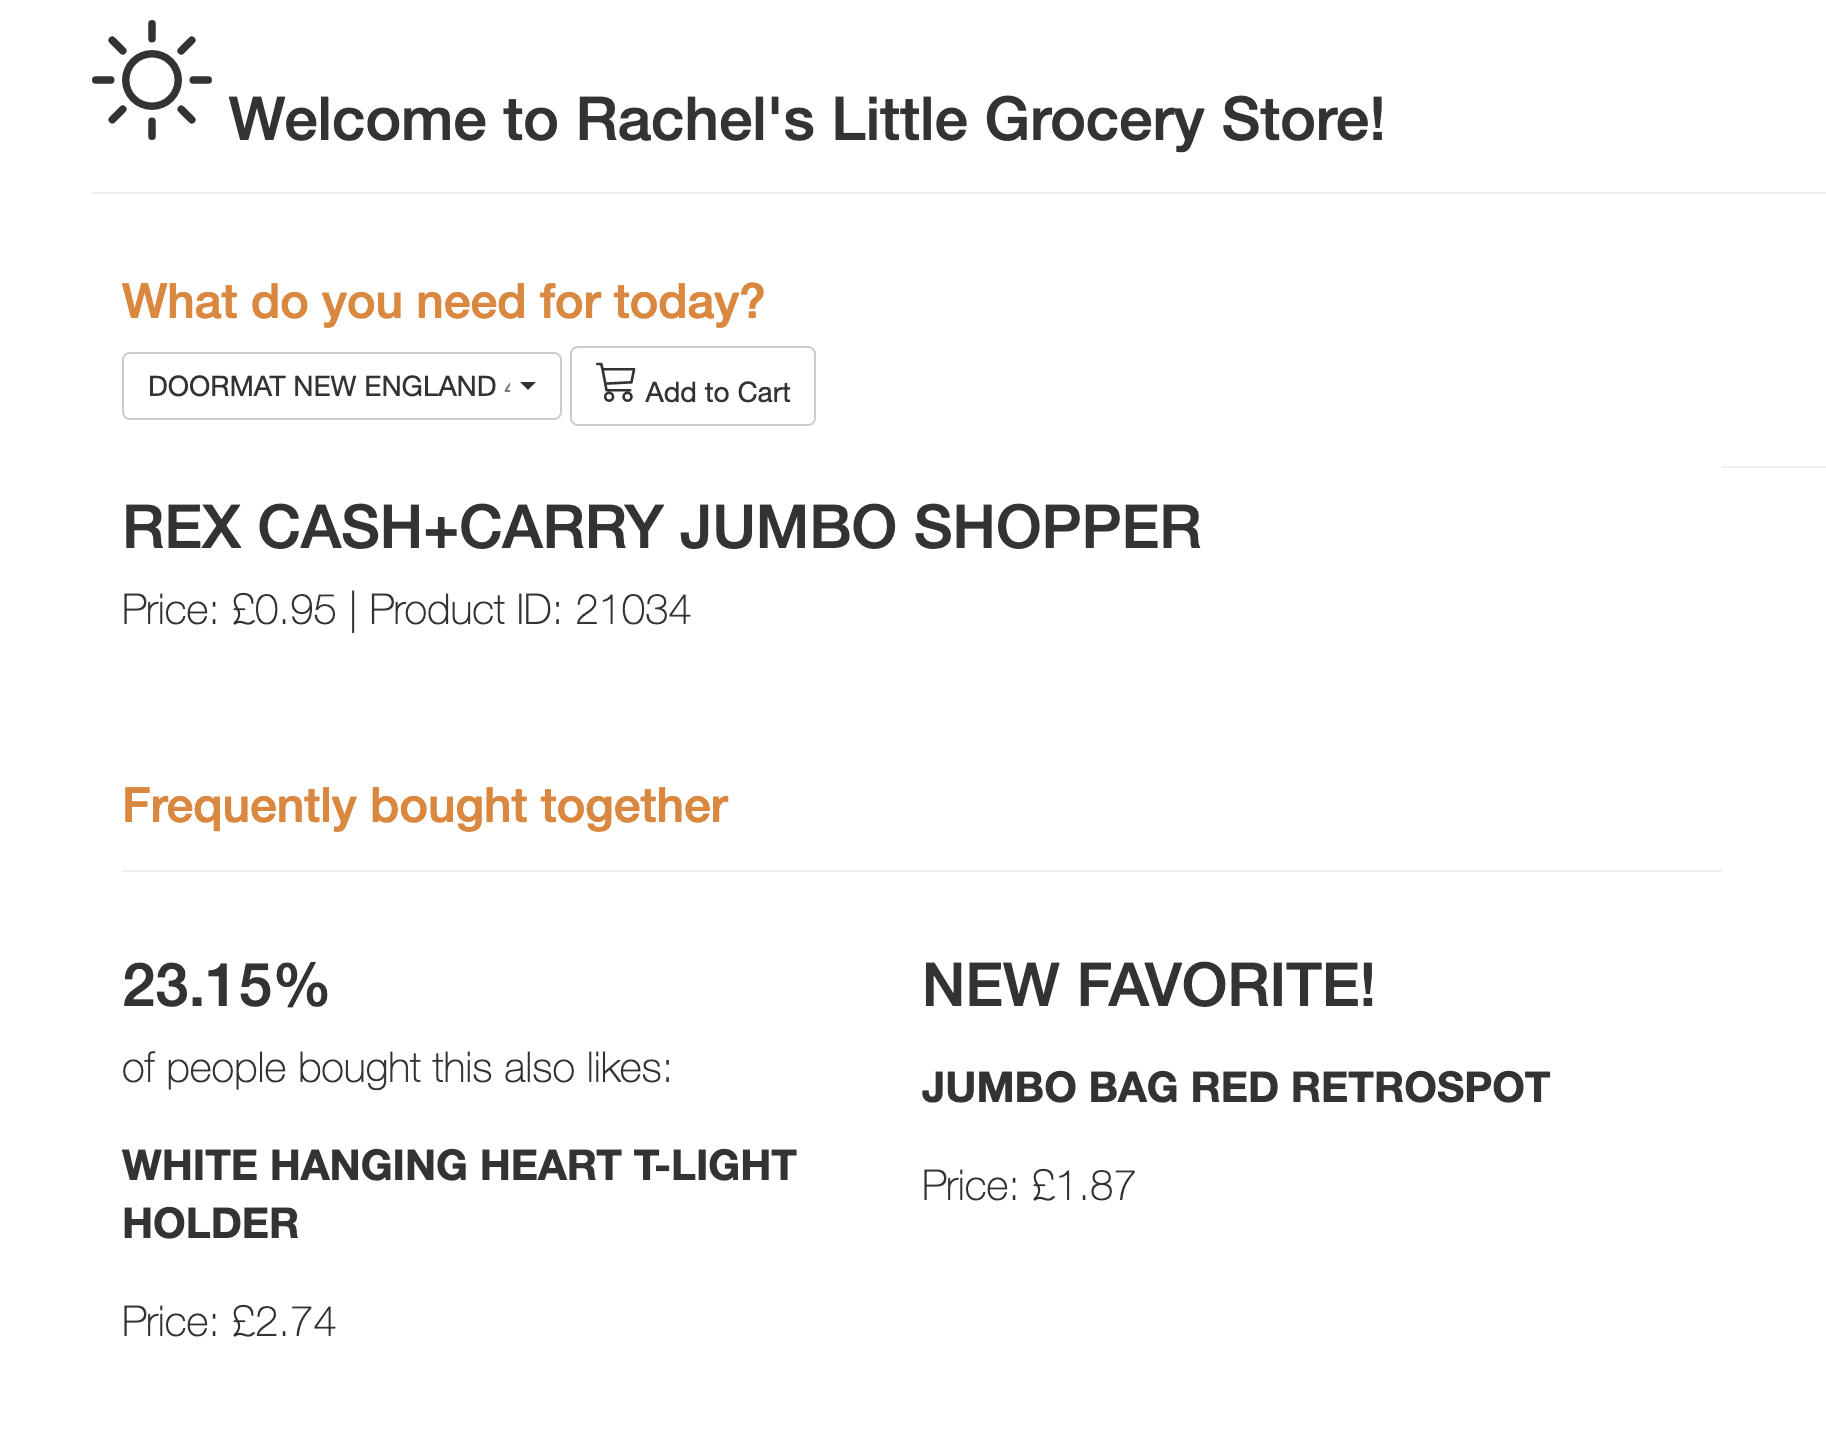 Welcome to Rachel's Little Grocery Store!
What do you need for today?
DOORMAT NEW ENGLAND
Add to Cart
REX CASH+CARRY JUMBO SHOPPER
Price: £0.95 | Product ID: 21034
Frequently bought together
23.15%
of people bought this also likes:
WHITE HANGING HEART T-LIGHT
HOLDER
Price: £2.74
NEW FAVORITE!
JUMBO BAG RED RETROSPOT
Price: £1.87